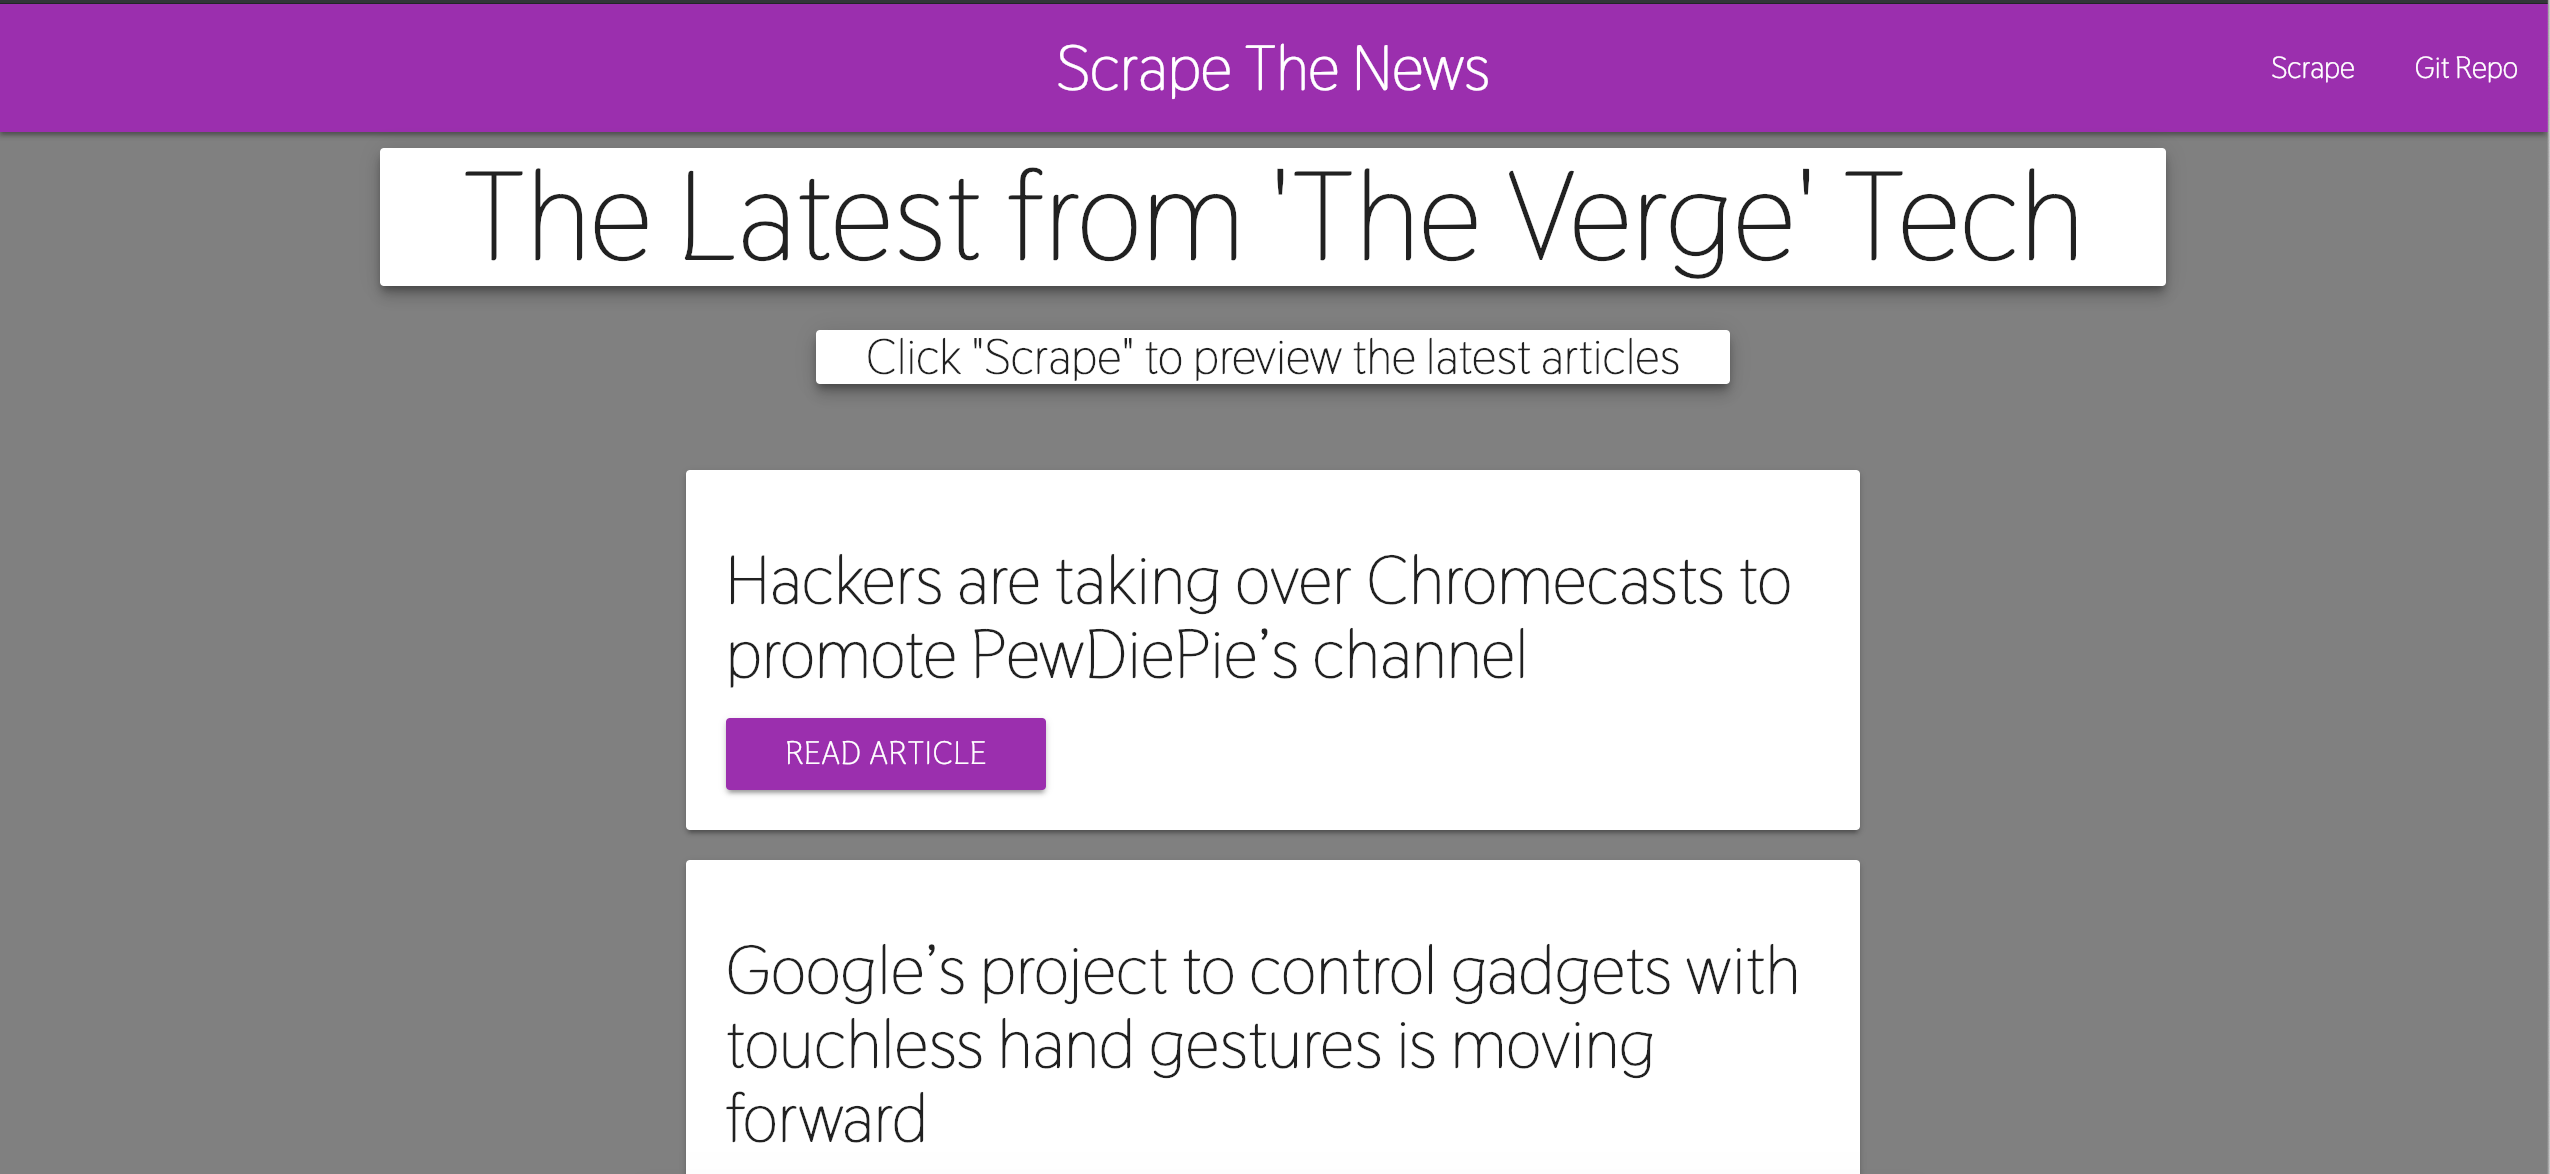 Scrape The News
Scrape
Git Repo
The Latest from 'The Verge' Tech
Click "Scrape" to preview the latest articles
Hackers are taking over Chromecasts to
promote PewDiePie’s channel
READ ARTICLE
Google’s project to control gadgets with
touchless hand gestures is moving
forward